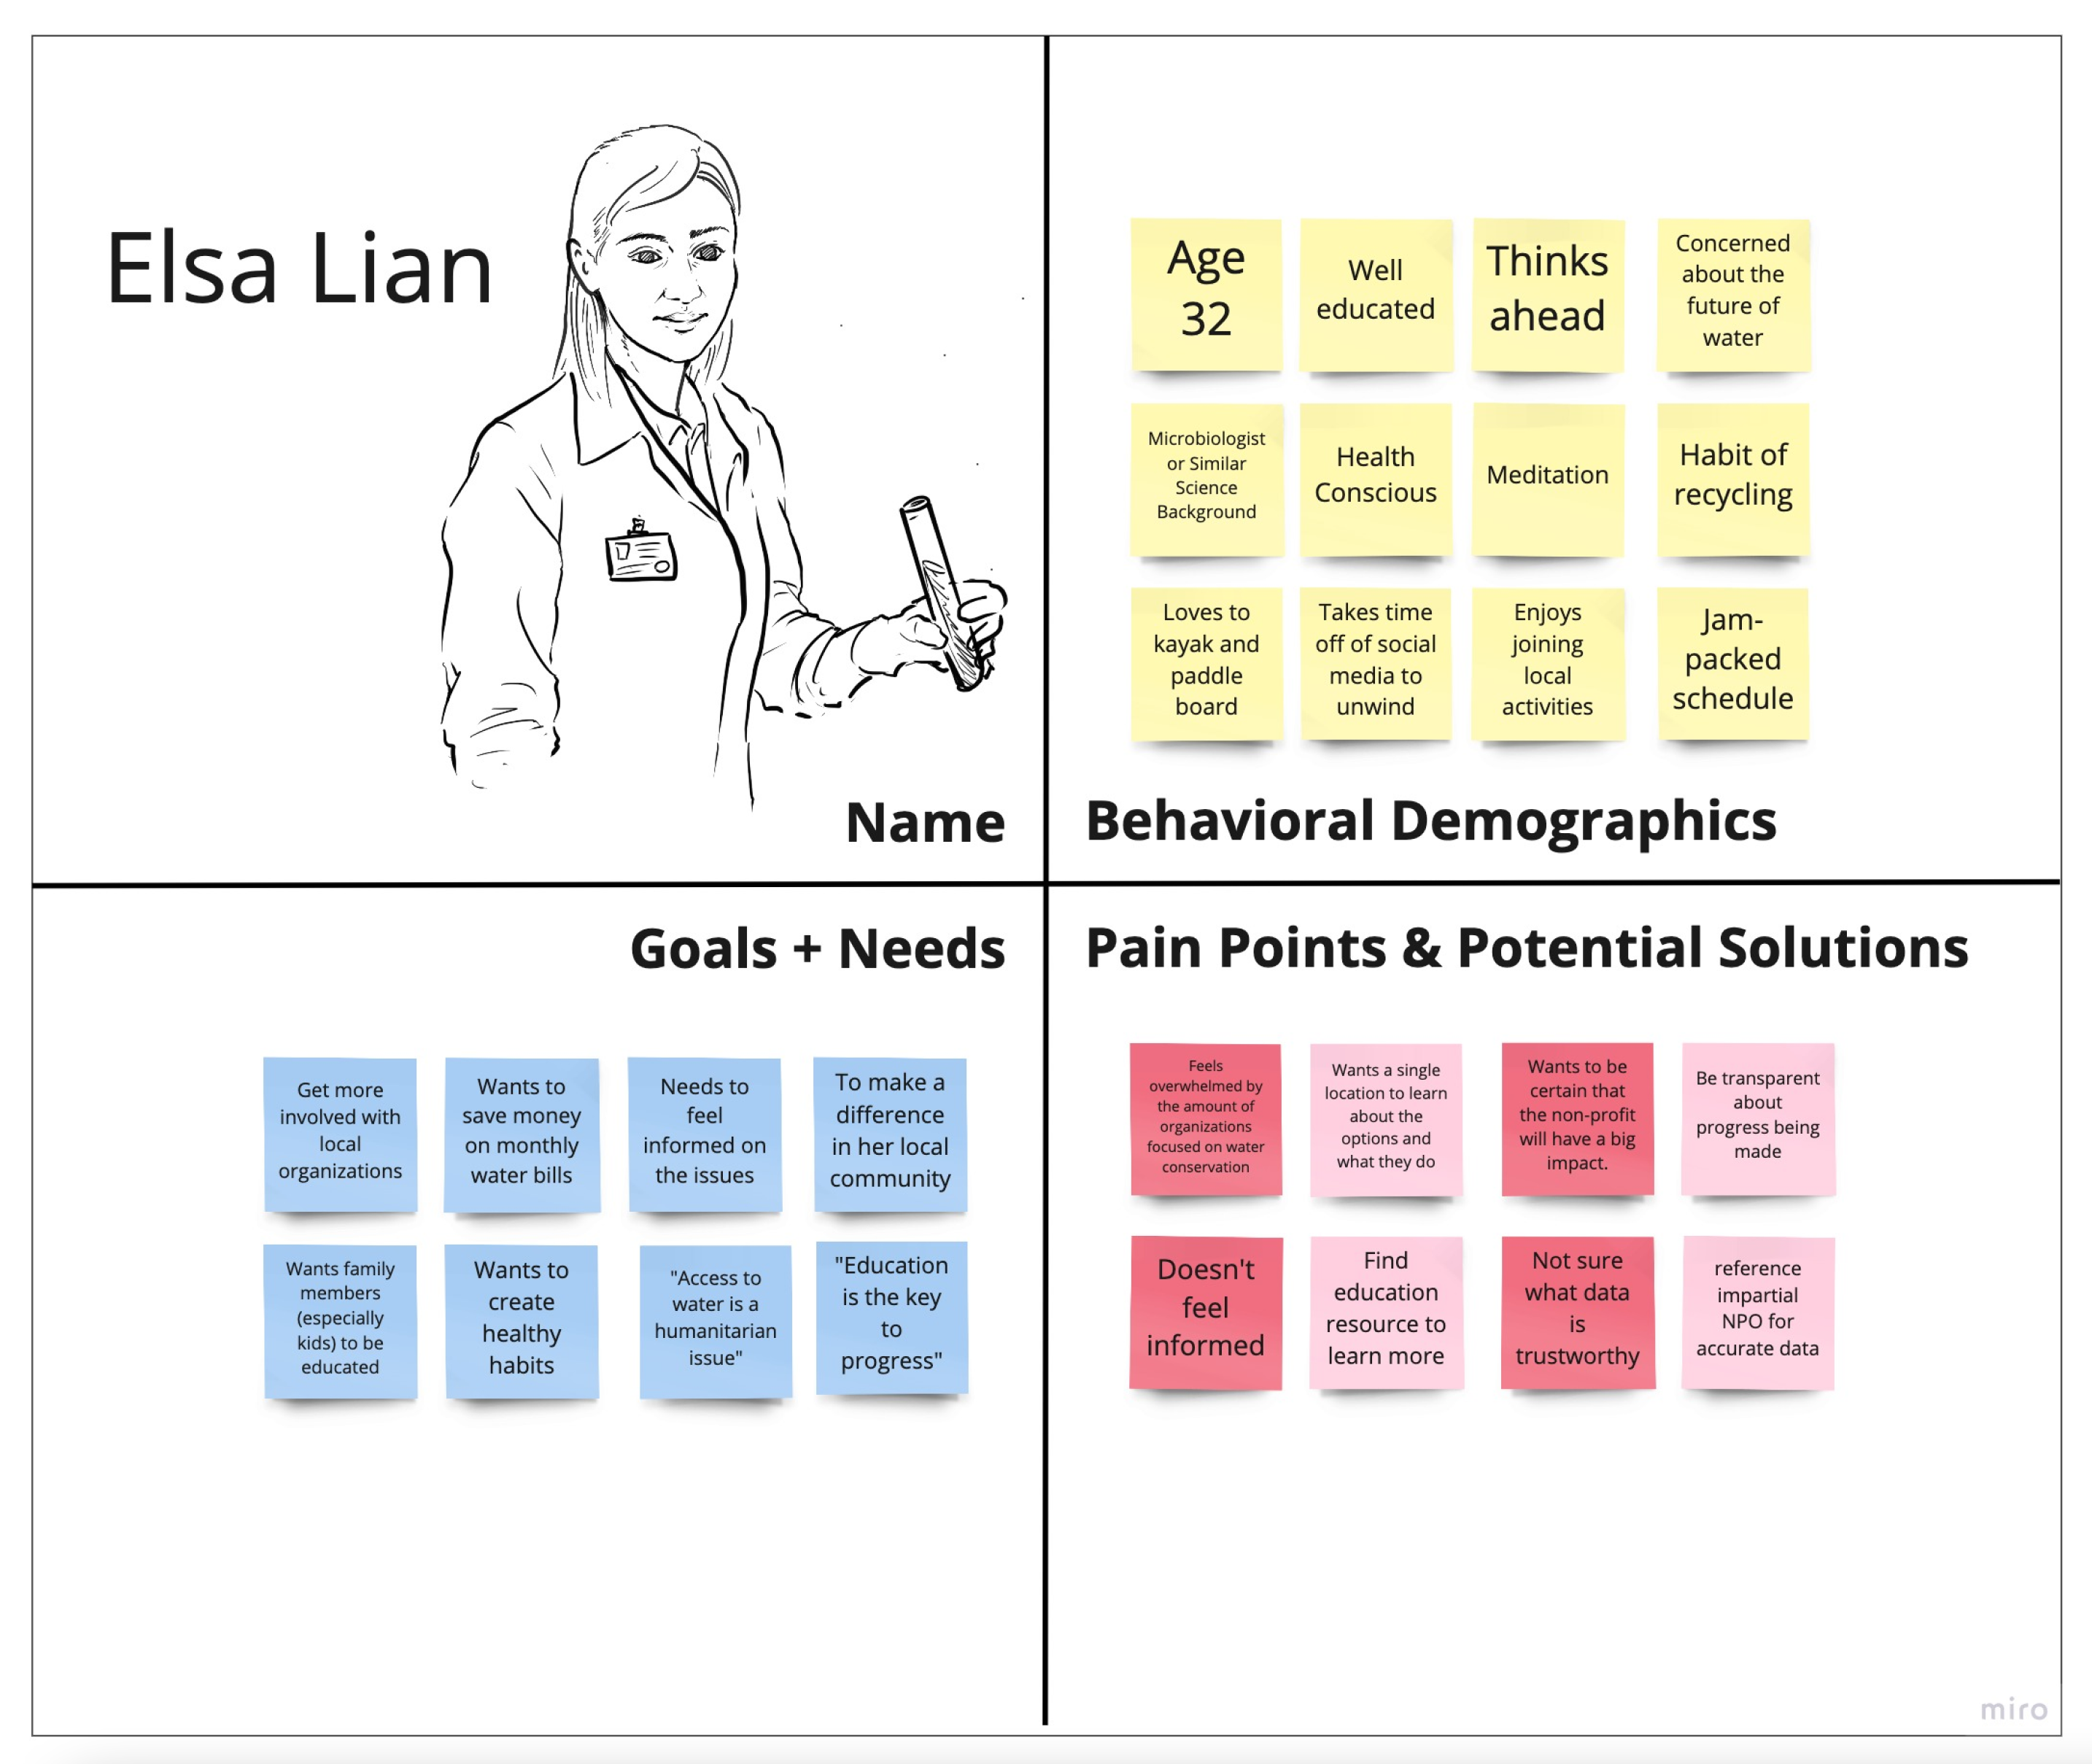 Elsa Lian
Name
Age
32
Well
educated
Thinks
ahead
Concerned
about the
future of
water
Microbiologist
or Similar
Science
Background
Health
Conscious
Meditation
Habit of
recycling
Loves to
kayak and
paddle
board
Takes time
off of social
media to
unwind
Enjoys
joining
local
activities
Jam-
packed
schedule
Behavioral Demographics
Goals + Needs
Get more
involved with
local
organizations
Wants to
save money
on monthly
water bills
Needs to
feel
informed on
the issues
To make a
difference
in her local
community
Wants family
members
(especially
kids) to be
educated
Wants to
create
healthy
habits
"Access to
water is a
humanitarian
issue"
"Education
is the key
to
progress"
Pain Points & Potential Solutions
Feels
overwhelmed by
the amount of
organizations
focused on water
conservation
Wants a single
location to learn
about the
options and
what they do
Wants to be
certain that
the non-profit
will have a big
impact.
Be transparent
about
progress being
made
Doesn't
feel
informed
Find
education
resource to
learn more
Not sure
what data
is
trustworthy
reference
impartial
NPO for
accurate data
miro